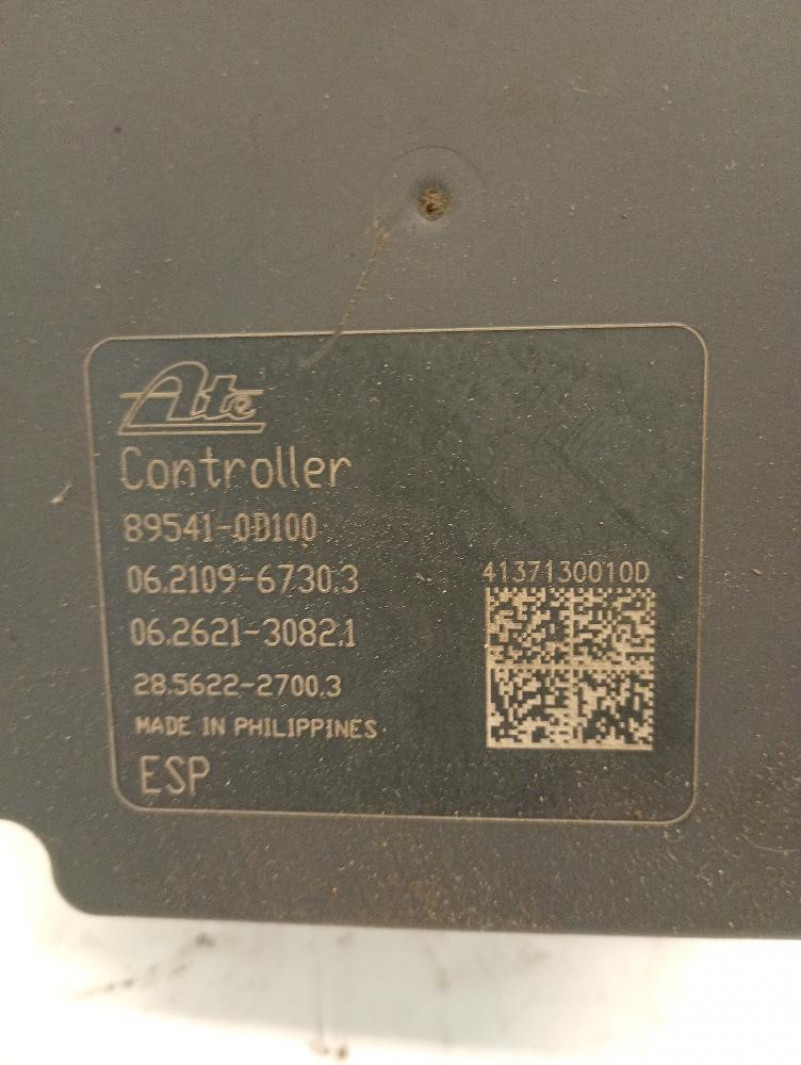 Ate
Controller
89541-0D100
06.2109-6730.3
4137130010D
06.2621-3082.1
28.5622-2700.3
MADE IN PHILIPPINES
ESP